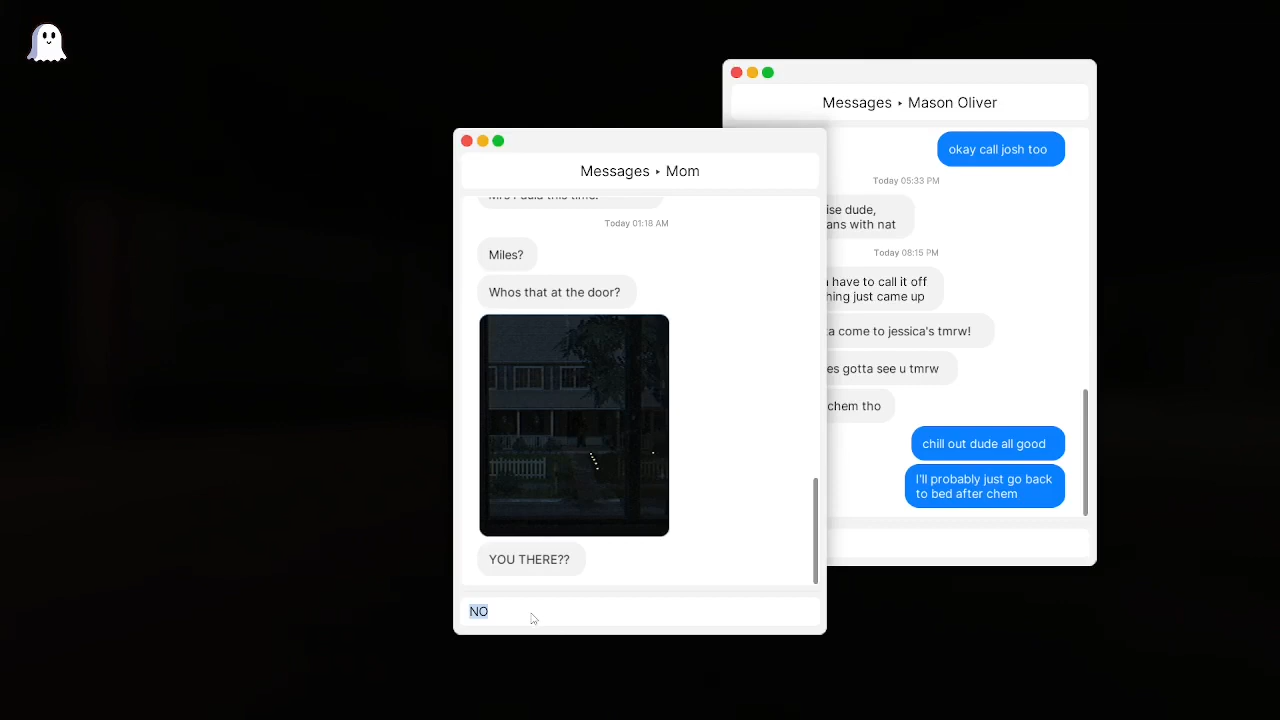 Messages ‣ Mason Oliver
okay call josh too
Today 05:33 PM
ise dude,
ans with nat
Today 08:15 PM
have to call it off
hing just came up
a come to jessica's tmrw!
es gotta see u tmrw
chem tho
chill out dude all good
I'll probably just go back
to bed after chem
Messages ‣ Mom
Today 01:18 AM
Miles?
Whos that at the door?
YOU THERE??
NO